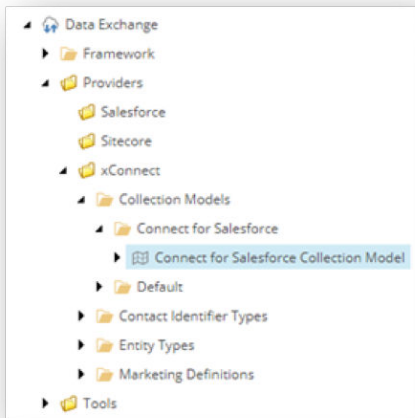 Data Exchange
Framework
Providers
Salesforce
Sitecore
xConnect
Collection Models
Connect for Salesforce
Connect for Salesforce Collection Model
Default
Contact Identifier Types
Entity Types
Marketing Definitions
Tools